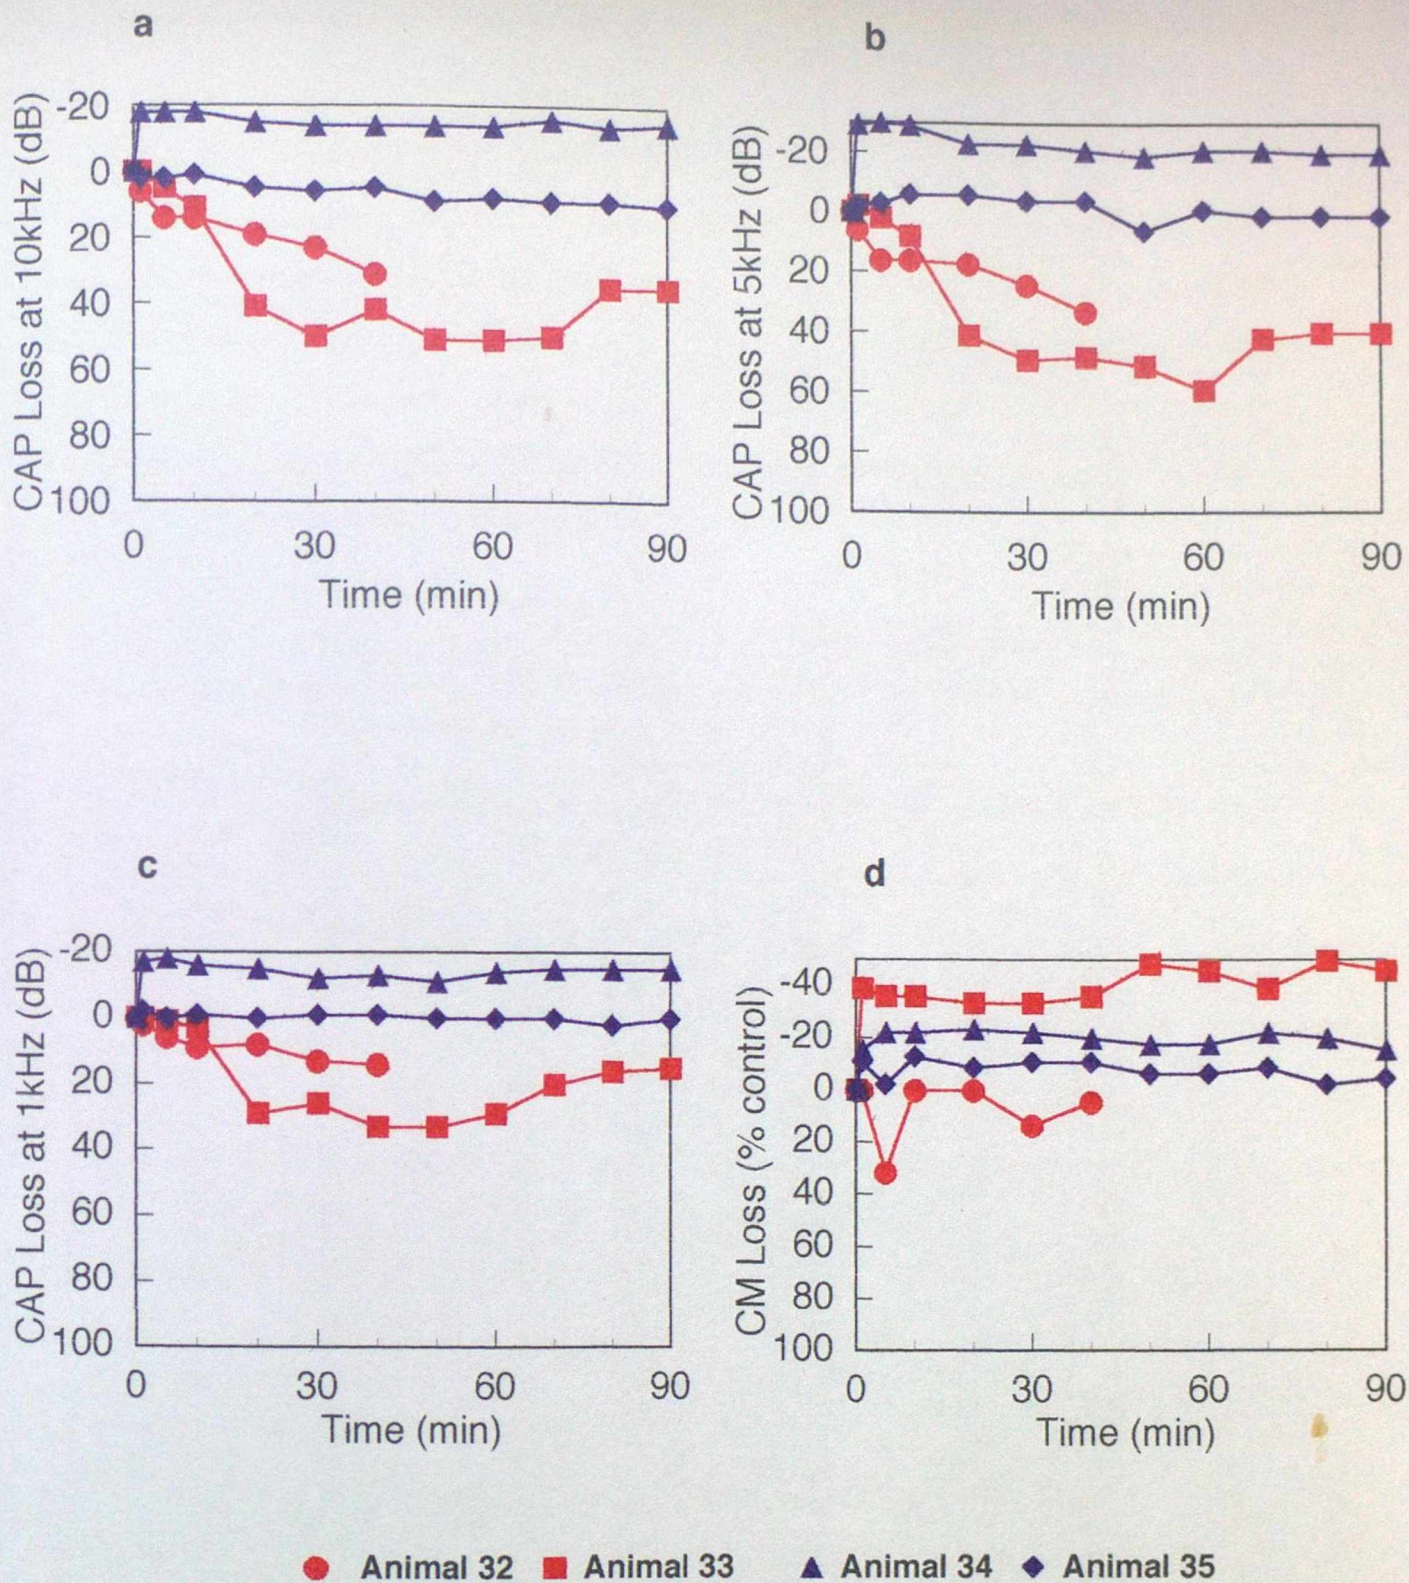 a
CAP Loss at 10kHz (dB)
-20
0
20
40
60
80
100
0 30 60 90
Time (min)
b
CAP Loss at 5kHz (dB)
-20
0
20
40
60
80
100
0 30 60 90
Time (min)
c
CAP Loss at 1kHz (dB)
-20
0
20
40
60
80
100
0 30 60 90
Time (min)
d
CM Loss (% control)
-40
-20
0
20
40
60
80
100
0 30 60 90
Time (min)
Animal 32 Animal 33 Animal 34 Animal 35